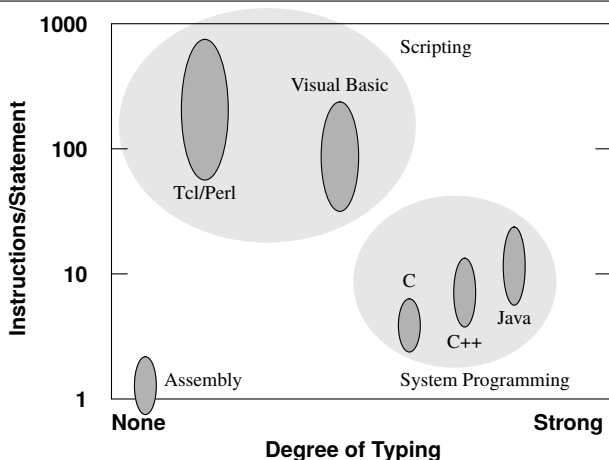 1000
Scripting
Visual Basic
100
Tcl/Perl
Instructions/Statement
10
C
C++
Java
Assembly
System Programming
1
None
Strong
Degree of Typing